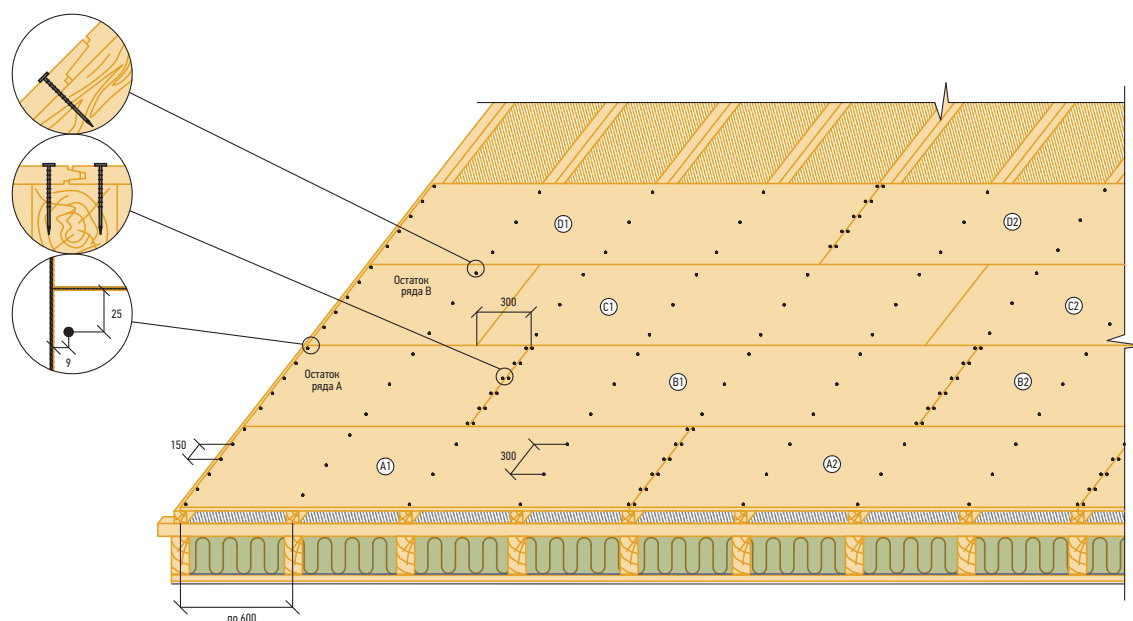 D1
D2
Остаток
ряда В
300
C1
C2
25
9
Остаток
ряда А
B1
B2
150
300
A1
A2
до 600